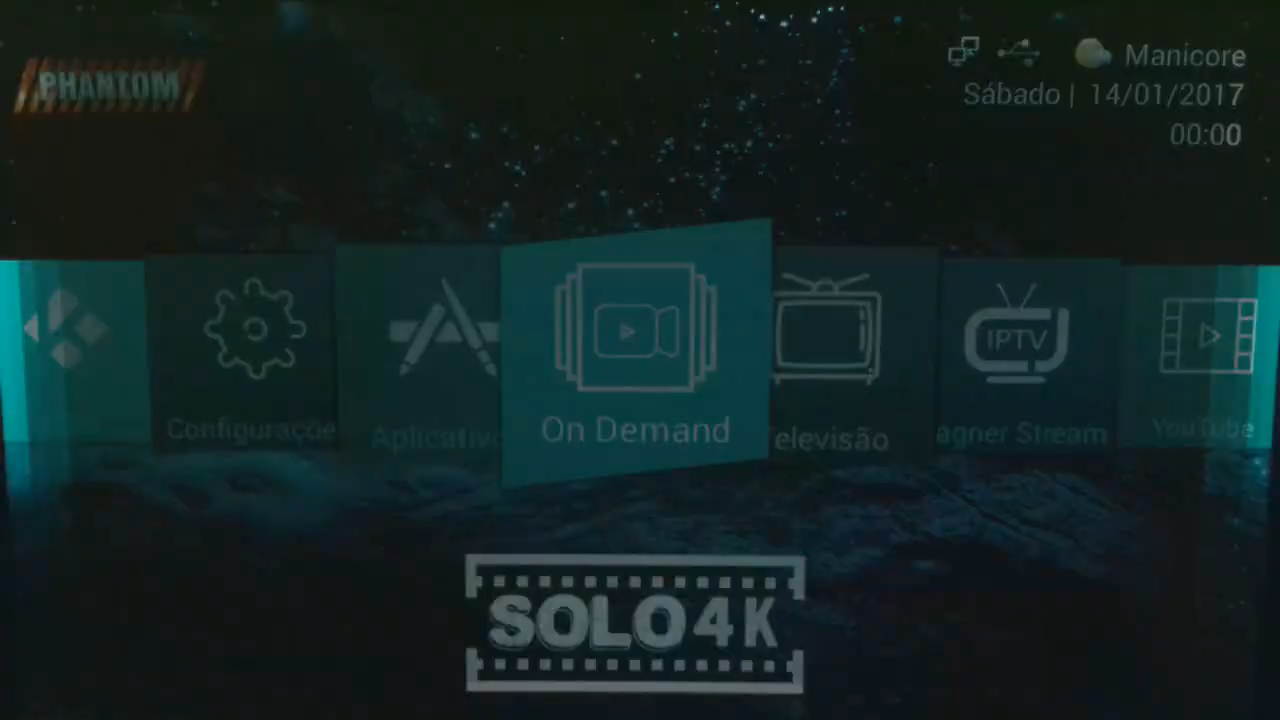 PHANTOM
Manicore
Sábado | 14/01/2017
00:00
IPTV
Configuraçõe
Aplicativo
On Demand
elevisão
agner Stream
YouTube
SOLO4K